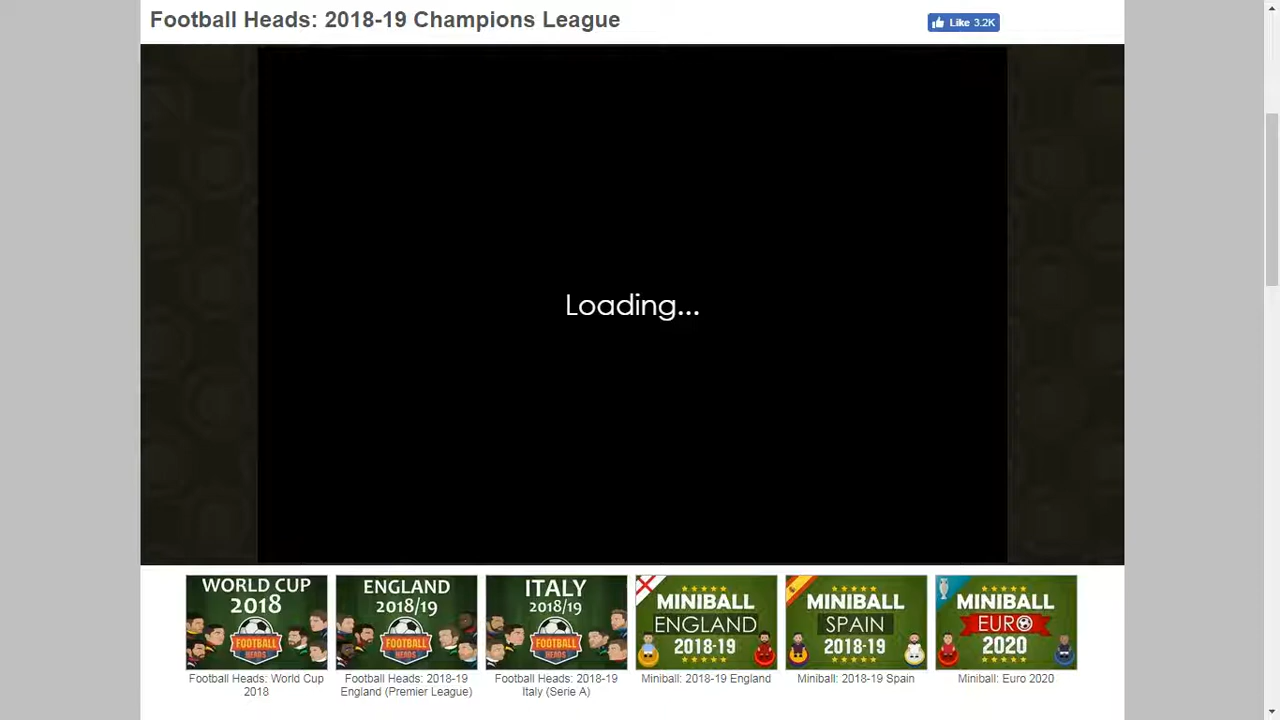 Football Heads: 2018-19 Champions League
Like 3.2K
Loading...
WORLD CUP
2018
FOOTBALL
HEADS
ENGLAND
2018/19
FOOTBALL
HEADS
ITALY
2018/19
FOOTBALL
HEADS
MINIBALL
ENGLAND
2018-19
MINIBALL
SPAIN
2018-19
MINIBALL
EURO
2020
Football Heads: World Cup
2018
Football Heads: 2018-19
England (Premier League)
Football Heads: 2018-19
Italy (Serie A)
Miniball: 2018-19 England
Miniball: 2018-19 Spain
Miniball: Euro 2020